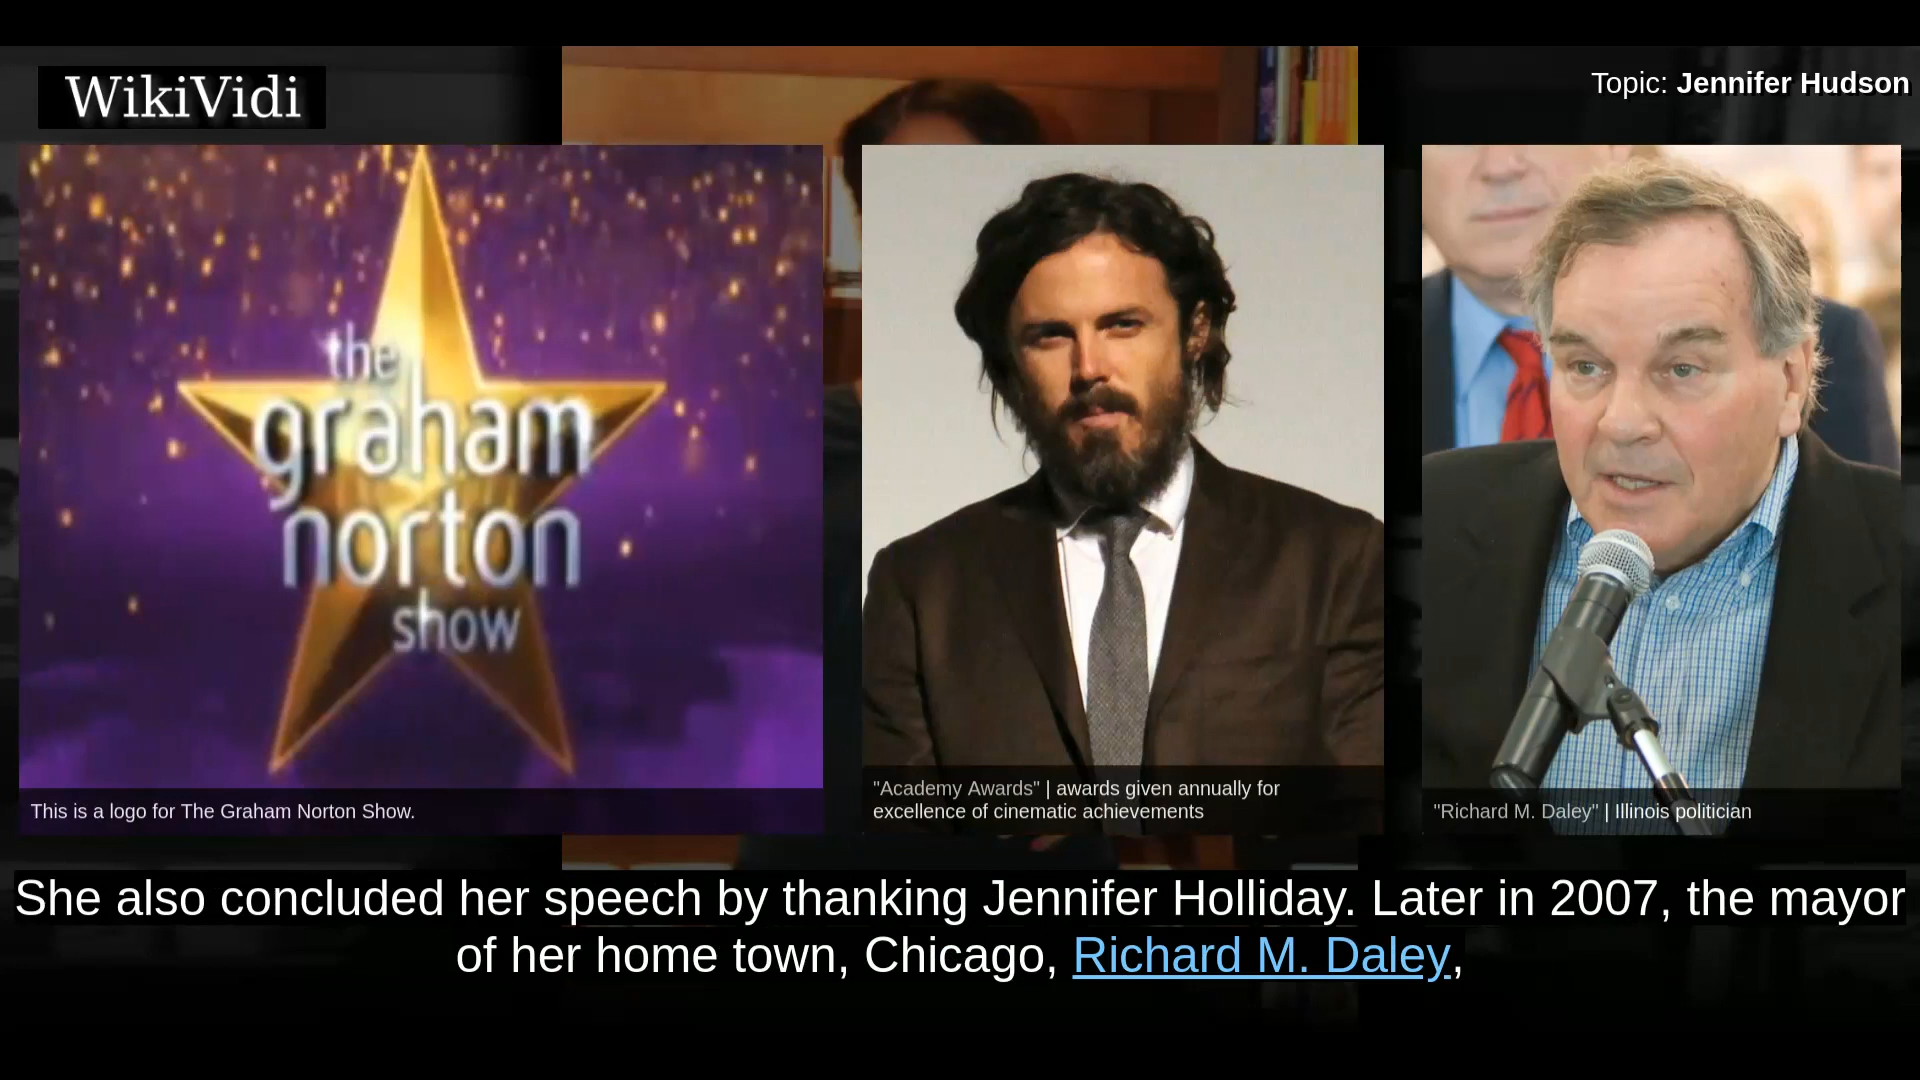 WikiVidi
Topic: Jennifer Hudson
the
graham
norton
show
This is a logo for The Graham Norton Show.
"Academy Awards" | awards given annually for
excellence of cinematic achievements
"Richard M. Daley" | Illinois politician
She also concluded her speech by thanking Jennifer Holliday. Later in 2007, the mayor
of her home town, Chicago, Richard M. Daley,